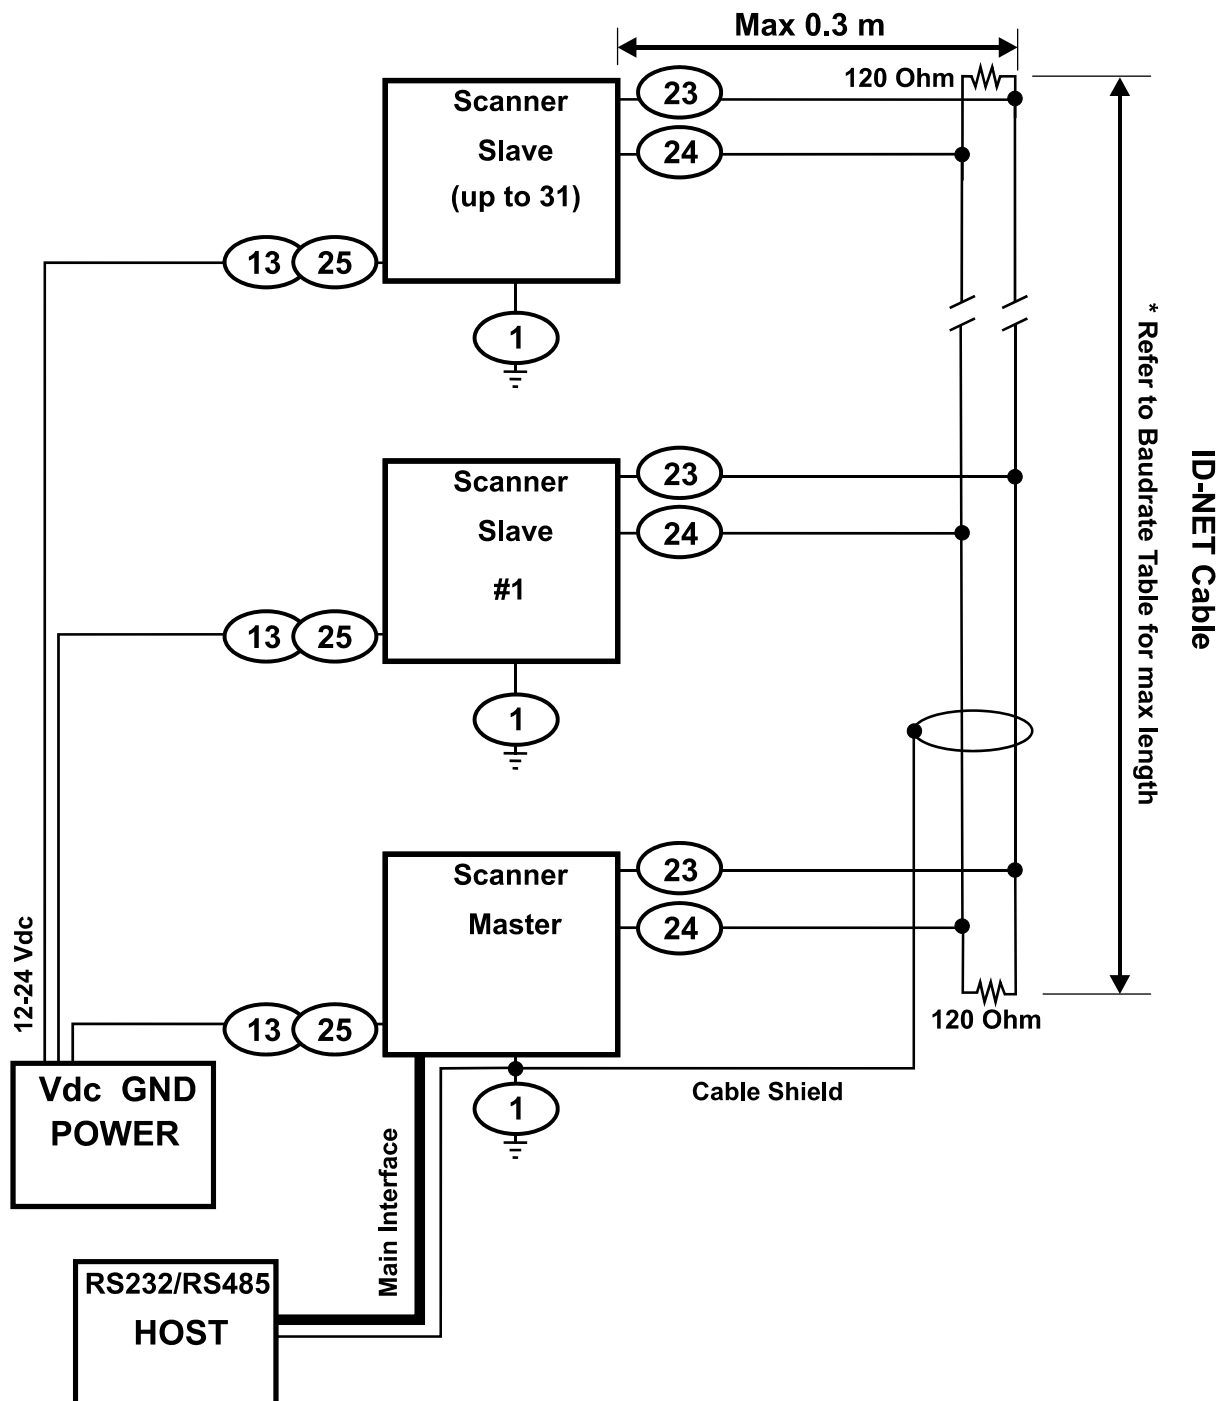 Max 0.3 m
120 Ohm
Scanner
Slave
(up to 31)
23
24
13
25
1
Scanner
Slave
#1
23
24
13
25
1
Scanner
Master
23
24
13
25
1
120 Ohm
Cable Shield
ID-NET Cable
* Refer to Baudrate Table for max length
12-24 Vdc
Vdc GND
POWER
Main Interface
RS232/RS485
HOST